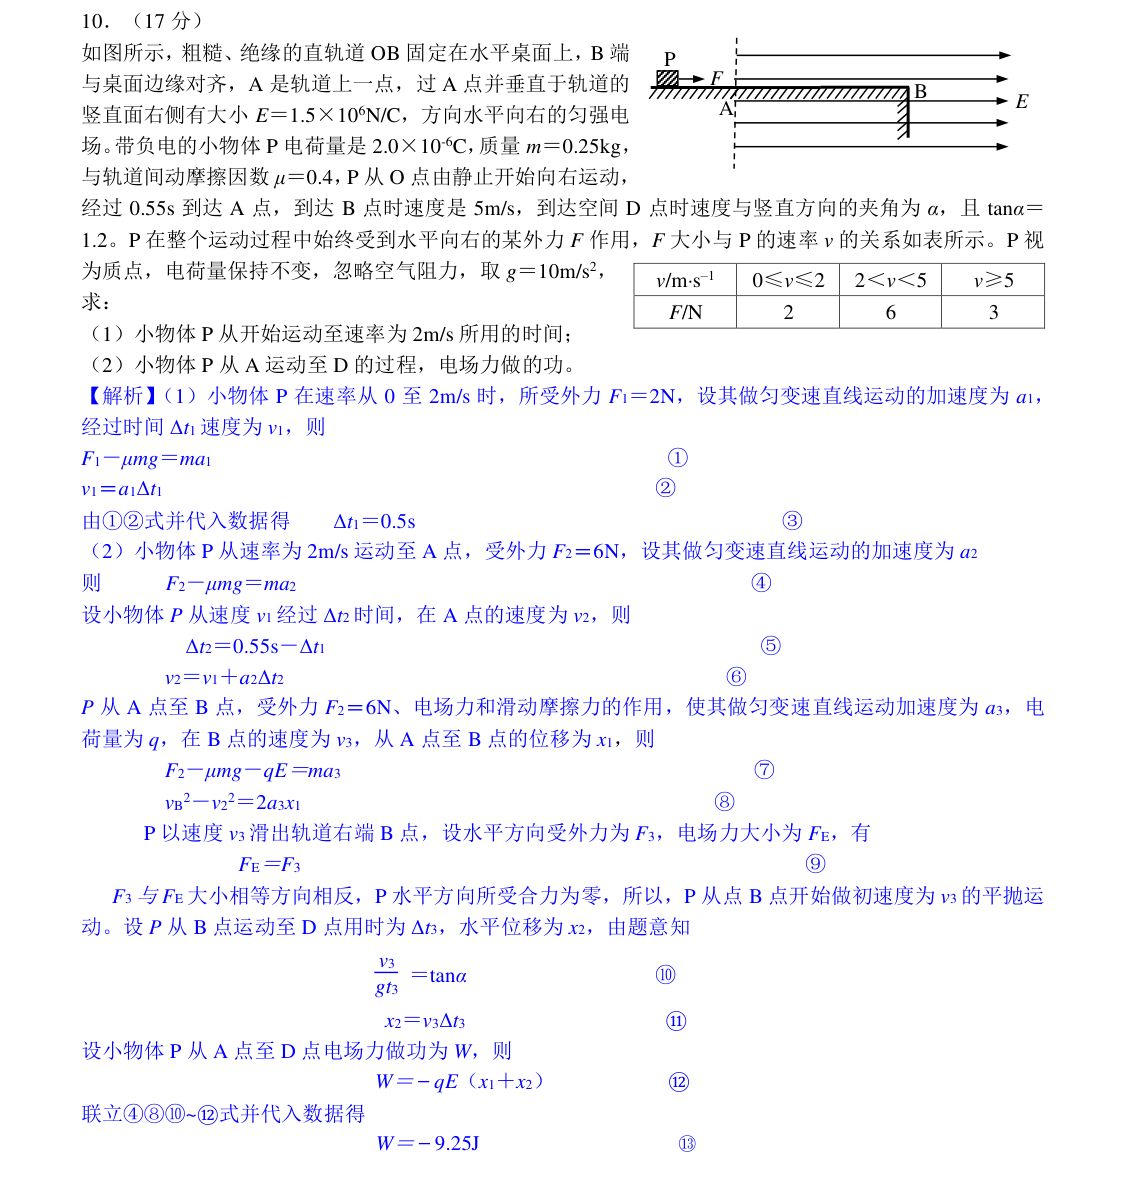 10．（17 分）
如图所示，粗糙、绝缘的直轨道 OB 固定在水平桌面上，B 端
与桌面边缘对齐，A 是轨道上一点，过 A 点并垂直于轨道的
竖直面右侧有大小 E＝1.5×10⁶N/C，方向水平向右的匀强电
场。带负电的小物体 P 电荷量是 2.0×10⁻⁶C，质量 m＝0.25kg，
与轨道间动摩擦因数 μ＝0.4，P 从 O 点由静止开始向右运动，
经过 0.55s 到达 A 点，到达 B 点时速度是 5m/s，到达空间 D 点时速度与竖直方向的夹角为 α，且 tanα＝
1.2。P 在整个运动过程中始终受到水平向右的某外力 F 作用，F 大小与 P 的速率 v 的关系如表所示。P 视
为质点，电荷量保持不变，忽略空气阻力，取 g＝10m/s²，
求：
P
F
A
B
E
v/m·s⁻¹ 0≤v≤2 2＜v＜5 v≥5
F/N 2 6 3
（1）小物体 P 从开始运动至速率为 2m/s 所用的时间；
（2）小物体 P 从 A 运动至 D 的过程，电场力做的功。
【解析】（1）小物体 P 在速率从 0 至 2m/s 时，所受外力 F₁＝2N，设其做匀变速直线运动的加速度为 a₁，
经过时间 Δt₁ 速度为 v₁，则
F₁－μmg＝ma₁ ①
v₁＝a₁Δt₁ ②
由①②式并代入数据得 Δt₁＝0.5s ③
（2）小物体 P 从速率为 2m/s 运动至 A 点，受外力 F₂＝6N，设其做匀变速直线运动的加速度为 a₂
则 F₂－μmg＝ma₂ ④
设小物体 P 从速度 v₁ 经过 Δt₂ 时间，在 A 点的速度为 v₂，则
Δt₂＝0.55s－Δt₁ ⑤
v₂＝v₁＋a₂Δt₂ ⑥
P 从 A 点至 B 点，受外力 F₂＝6N、电场力和滑动摩擦力的作用，使其做匀变速直线运动加速度为 a₃，电
荷量为 q，在 B 点的速度为 v₃，从 A 点至 B 点的位移为 x₁，则
F₂－μmg－qE＝ma₃ ⑦
v_B²－v₂²＝2a₃x₁ ⑧
P 以速度 v₃ 滑出轨道右端 B 点，设水平方向受外力为 F₃，电场力大小为 F_E，有
F_E＝F₃ ⑨
F₃ 与 F_E 大小相等方向相反，P 水平方向所受合力为零，所以，P 从点 B 点开始做初速度为 v₃ 的平抛运
动。设 P 从 B 点运动至 D 点用时为 Δt₃，水平位移为 x₂，由题意知
v₃/gt₃ ＝tanα ⑩
x₂＝v₃Δt₃ ⑪
设小物体 P 从 A 点至 D 点电场力做功为 W，则
W＝－qE（x₁＋x₂） ⑫
联立④⑧⑩~⑫式并代入数据得
W＝－9.25J ⑬